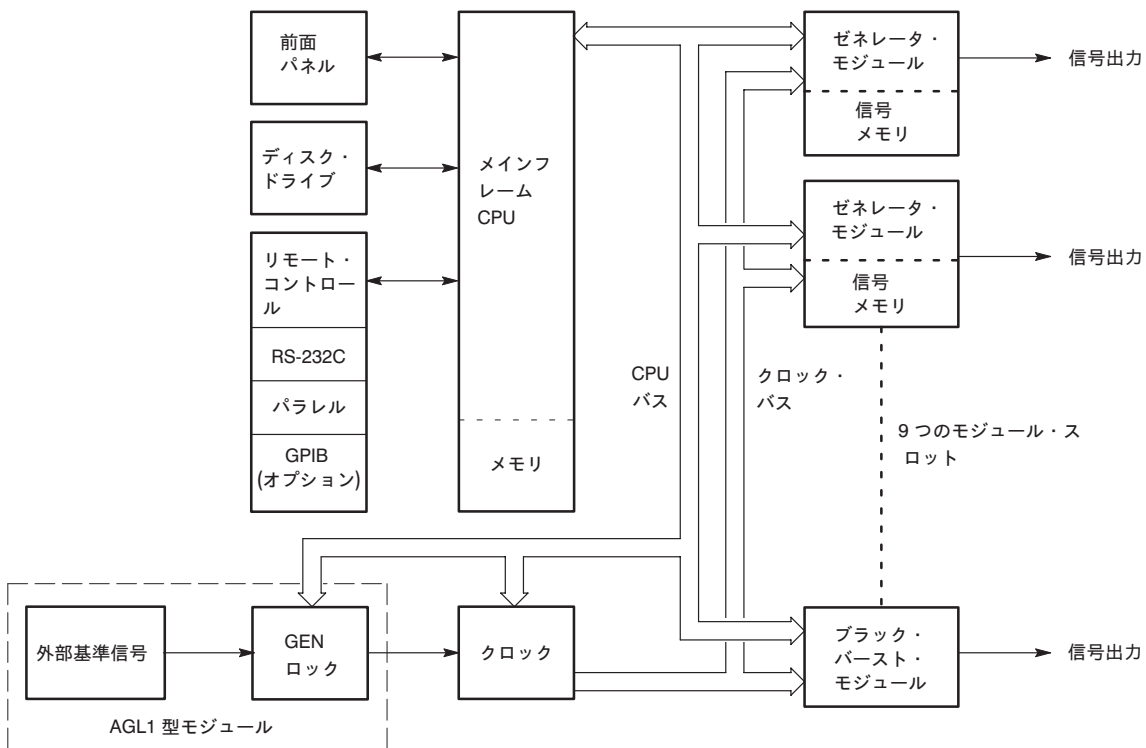 前面
パネル
ディスク・
ドライブ
リモート・
コントロー
ル
RS-232C
パラレル
GPIB
(オプション)
メインフ
レーム
CPU
メモリ
CPU
バス
クロック・
バス
ゼネレータ・
モジュール
信号
メモリ
信号出力
ゼネレータ・
モジュール
信号
メモリ
信号出力
9 つのモジュール・ス
ロット
外部基準信号
GEN
ロック
クロック
ブラック・
バースト・
モジュール
信号出力
AGL1 型モジュール